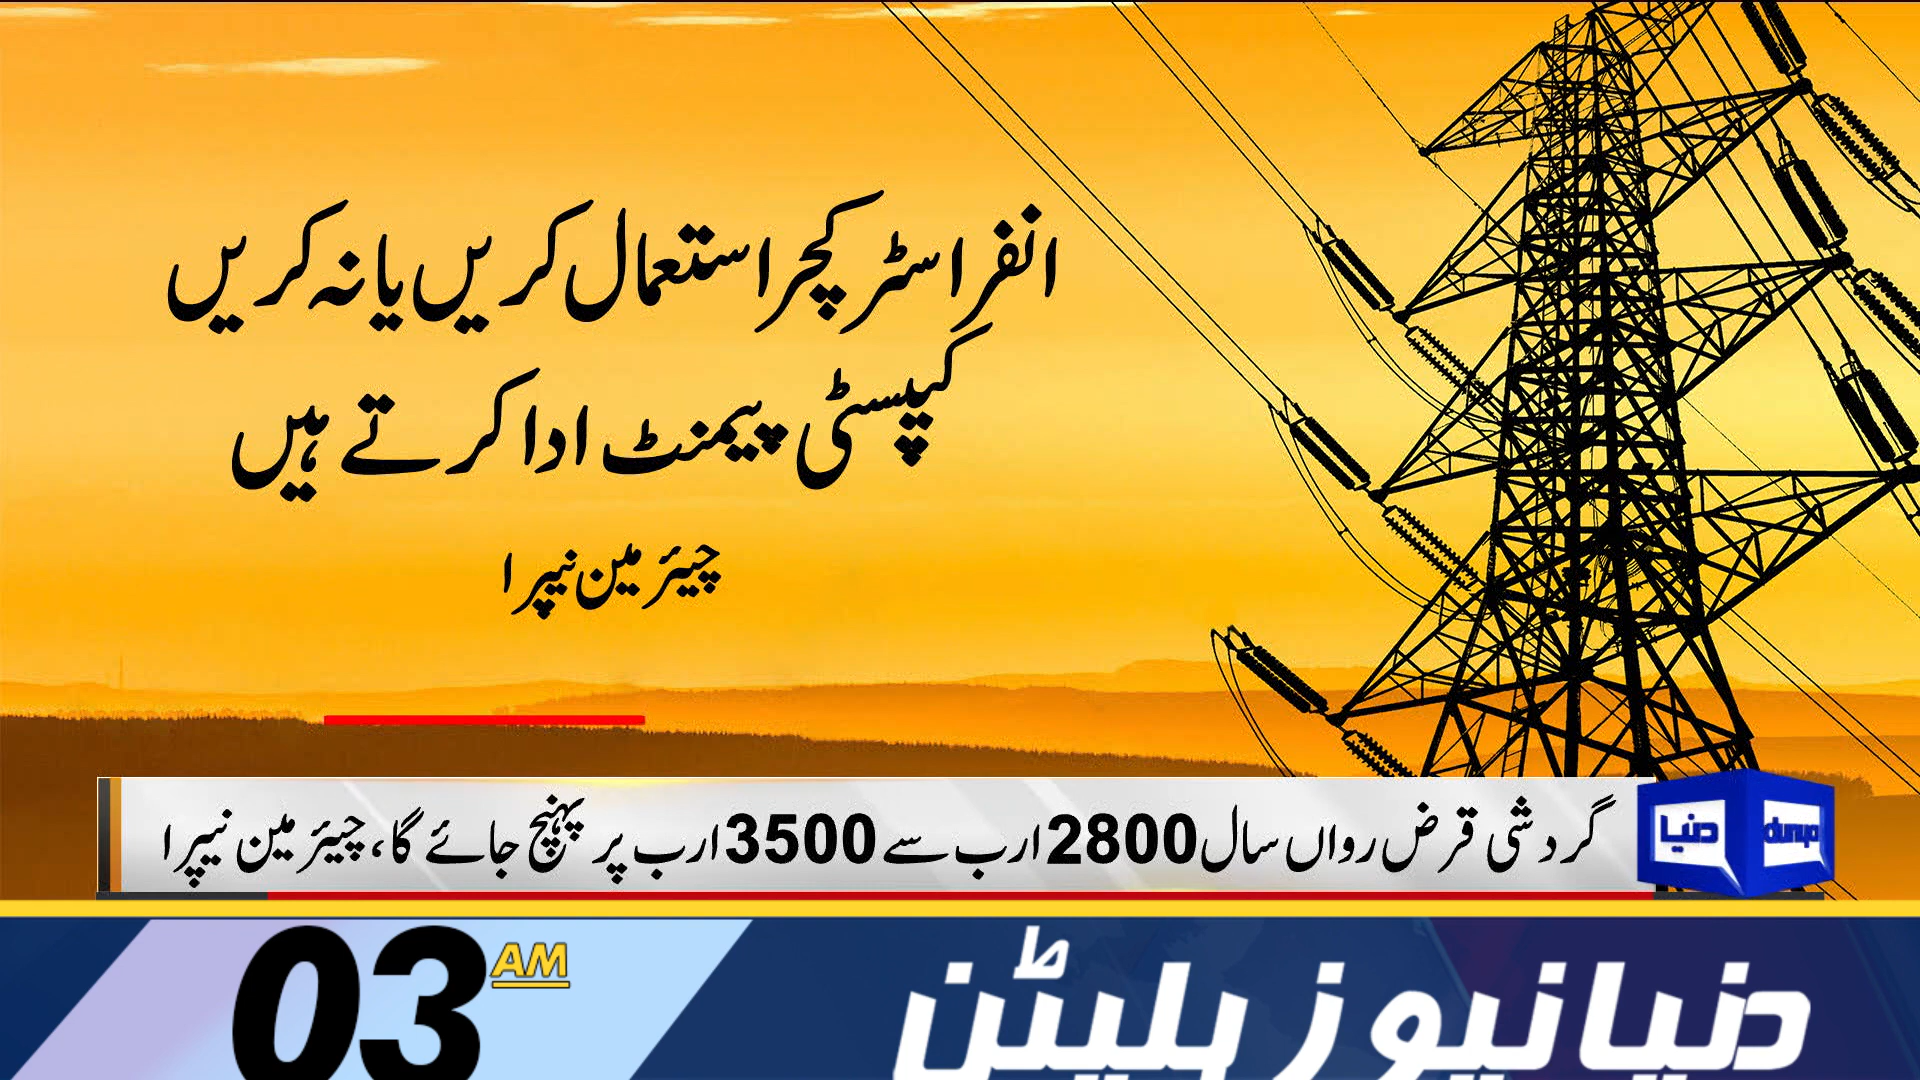 انفراسٹرکچر استعمال کریں یا نہ کریں
کیپسٹی پیمنٹ ادا کرتے ہیں
چیئرمین نیپرا
گردشی قرض رواں سال 2800 ارب سے 3500 ارب پر پہنچ جائے گا، چیئرمین نیپرا
دنیا dunya
03 AM
دنیا نیوز بلیٹن